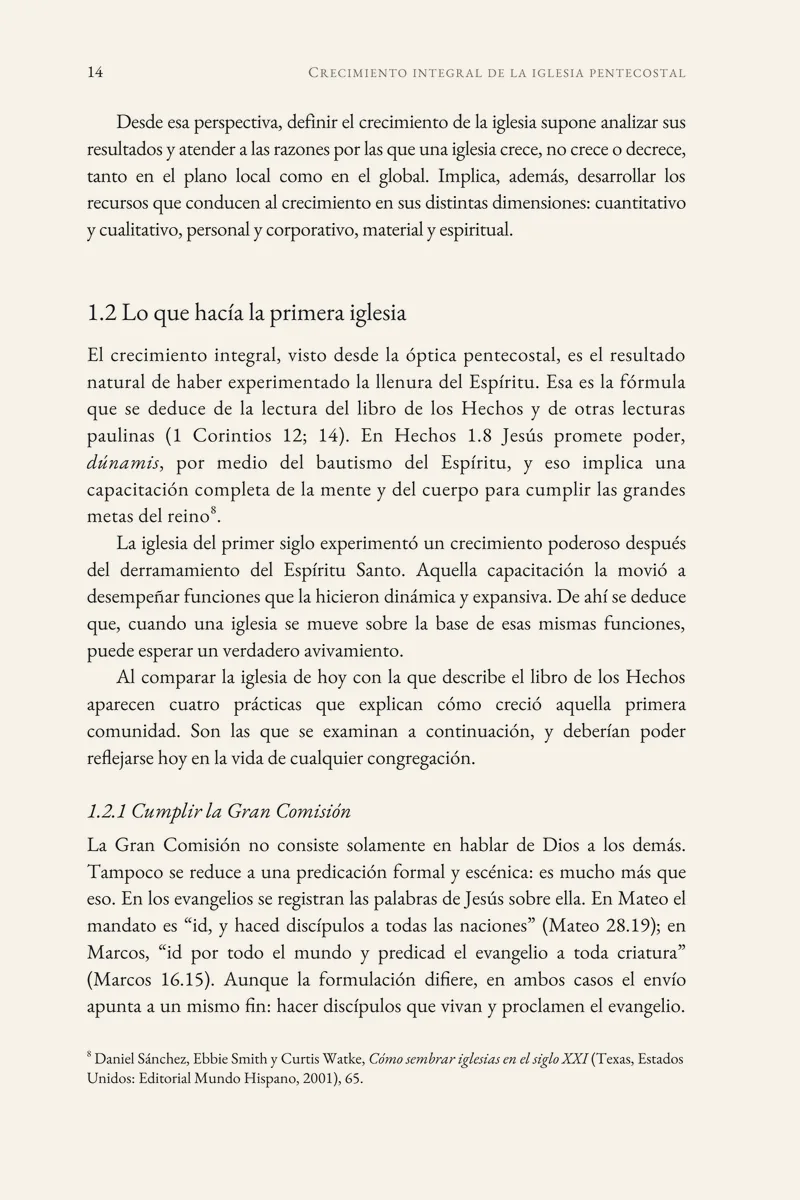 14 CRECIMIENTO INTEGRAL DE LA IGLESIA PENTECOSTAL
Desde esa perspectiva, definir el crecimiento de la iglesia supone analizar sus
resultados y atender a las razones por las que una iglesia crece, no crece o decrece,
tanto en el plano local como en el global. Implica, además, desarrollar los
recursos que conducen al crecimiento en sus distintas dimensiones: cuantitativo
y cualitativo, personal y corporativo, material y espiritual.
1.2 Lo que hacía la primera iglesia
El crecimiento integral, visto desde la óptica pentecostal, es el resultado
natural de haber experimentado la llenura del Espíritu. Esa es la fórmula
que se deduce de la lectura del libro de los Hechos y de otras lecturas
paulinas (1 Corintios 12; 14). En Hechos 1.8 Jesús promete poder,
dúnamis, por medio del bautismo del Espíritu, y eso implica una
capacitación completa de la mente y del cuerpo para cumplir las grandes
metas del reino⁸.
La iglesia del primer siglo experimentó un crecimiento poderoso después
del derramamiento del Espíritu Santo. Aquella capacitación la movió a
desempeñar funciones que la hicieron dinámica y expansiva. De ahí se deduce
que, cuando una iglesia se mueve sobre la base de esas mismas funciones,
puede esperar un verdadero avivamiento.
Al comparar la iglesia de hoy con la que describe el libro de los Hechos
aparecen cuatro prácticas que explican cómo creció aquella primera
comunidad. Son las que se examinan a continuación, y deberían poder
reflejarse hoy en la vida de cualquier congregación.
1.2.1 Cumplir la Gran Comisión
La Gran Comisión no consiste solamente en hablar de Dios a los demás.
Tampoco se reduce a una predicación formal y escénica: es mucho más que
eso. En los evangelios se registran las palabras de Jesús sobre ella. En Mateo el
mandato es “id, y haced discípulos a todas las naciones” (Mateo 28.19); en
Marcos, “id por todo el mundo y predicad el evangelio a toda criatura”
(Marcos 16.15). Aunque la formulación difiere, en ambos casos el envío
apunta a un mismo fin: hacer discípulos que vivan y proclamen el evangelio.
⁸ Daniel Sánchez, Ebbie Smith y Curtis Watke, Cómo sembrar iglesias en el siglo XXI (Texas, Estados
Unidos: Editorial Mundo Hispano, 2001), 65.